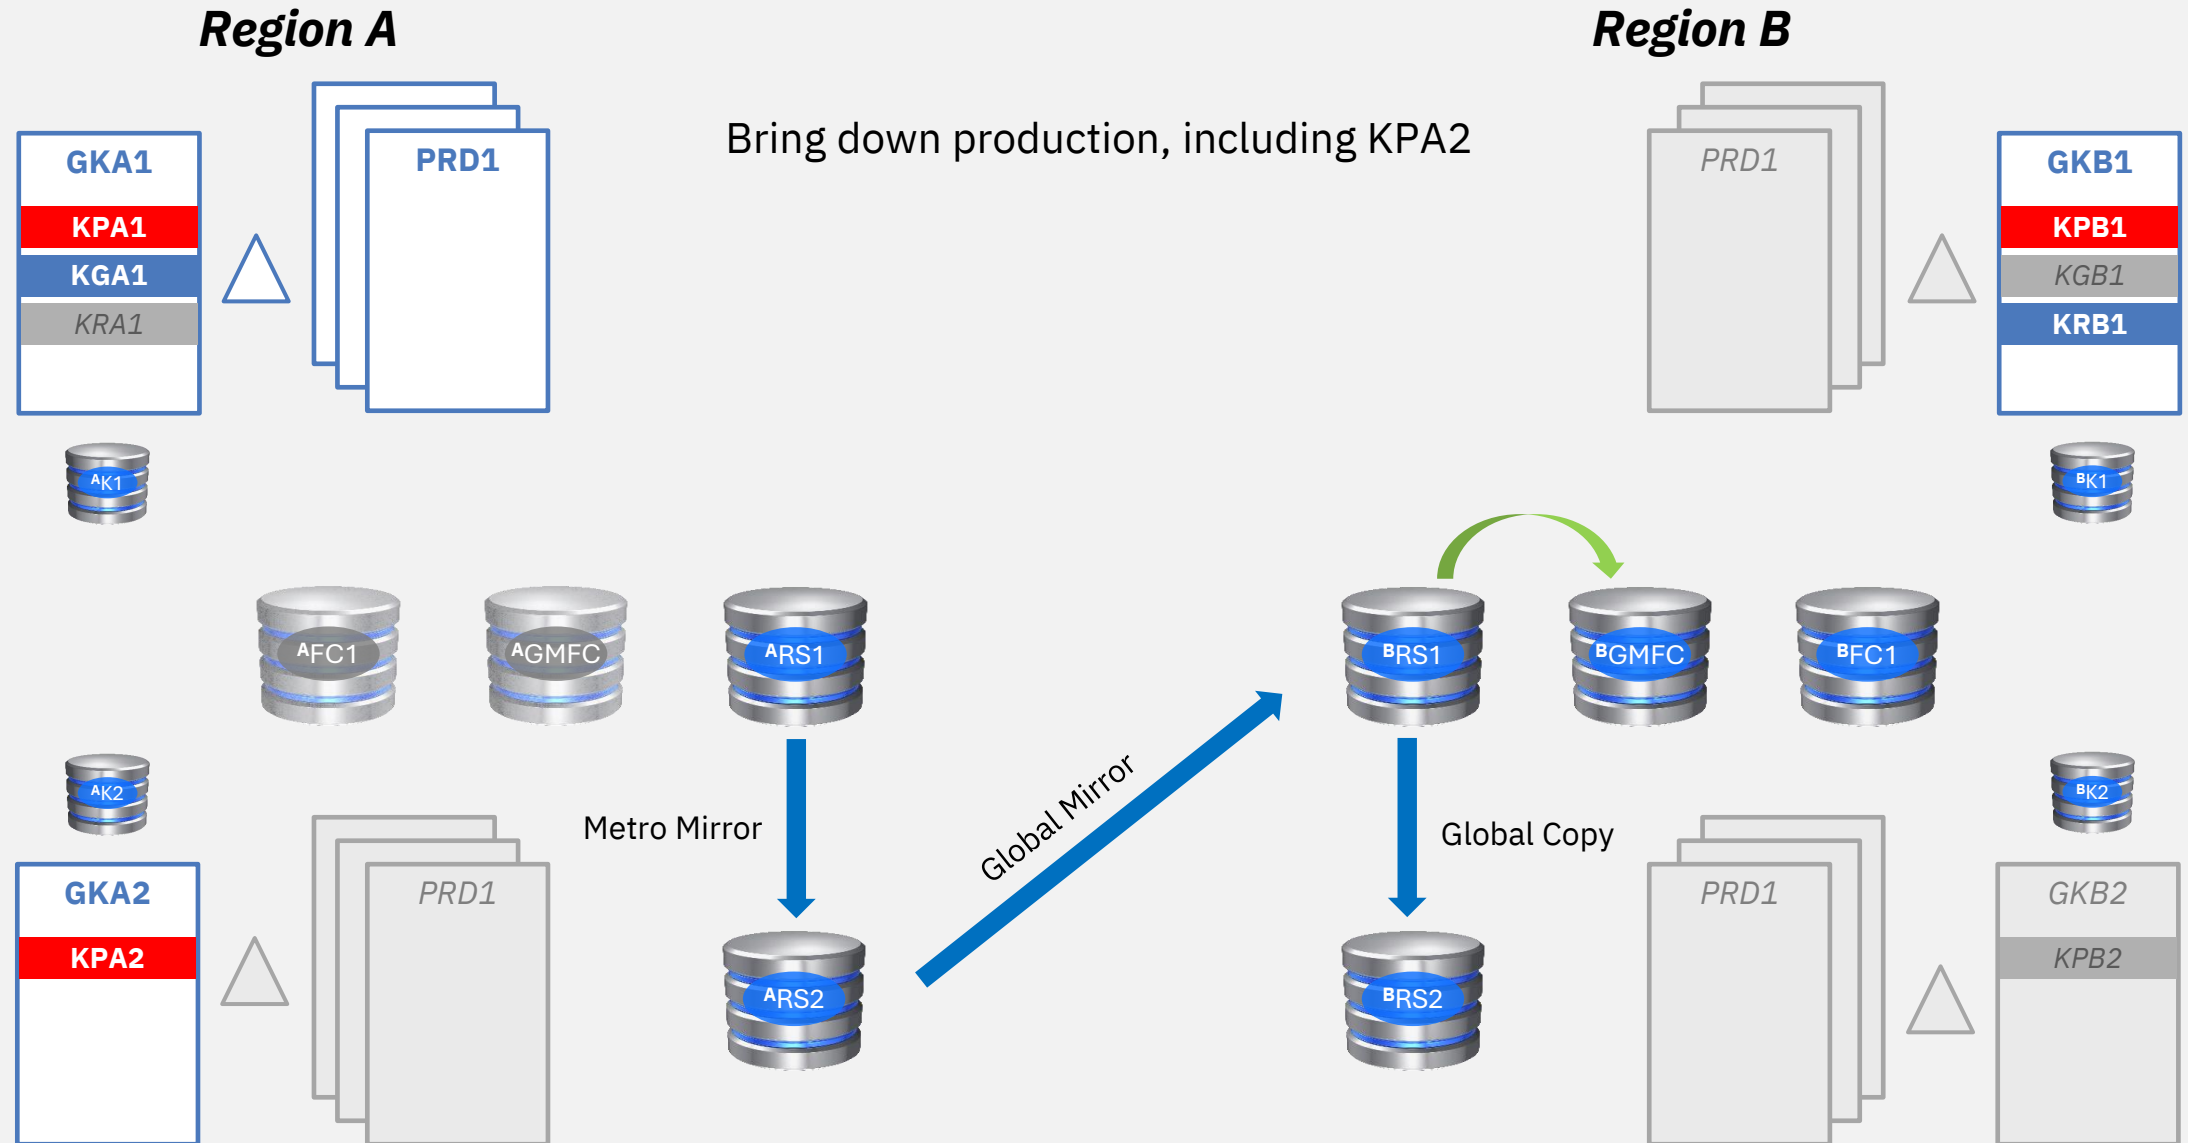 Region A
Region B
Bring down production, including KPA2
GKA1
KPA1
KGA1
KRA1
PRD1
PRD1
GKB1
KPB1
KGB1
KRB1
AK1
BK1
AFC1
AGMFC
ARS1
BRS1
BGMFC
BFC1
AK2
BK2
Metro Mirror
Global Mirror
Global Copy
GKA2
KPA2
PRD1
ARS2
BRS2
PRD1
GKB2
KPB2